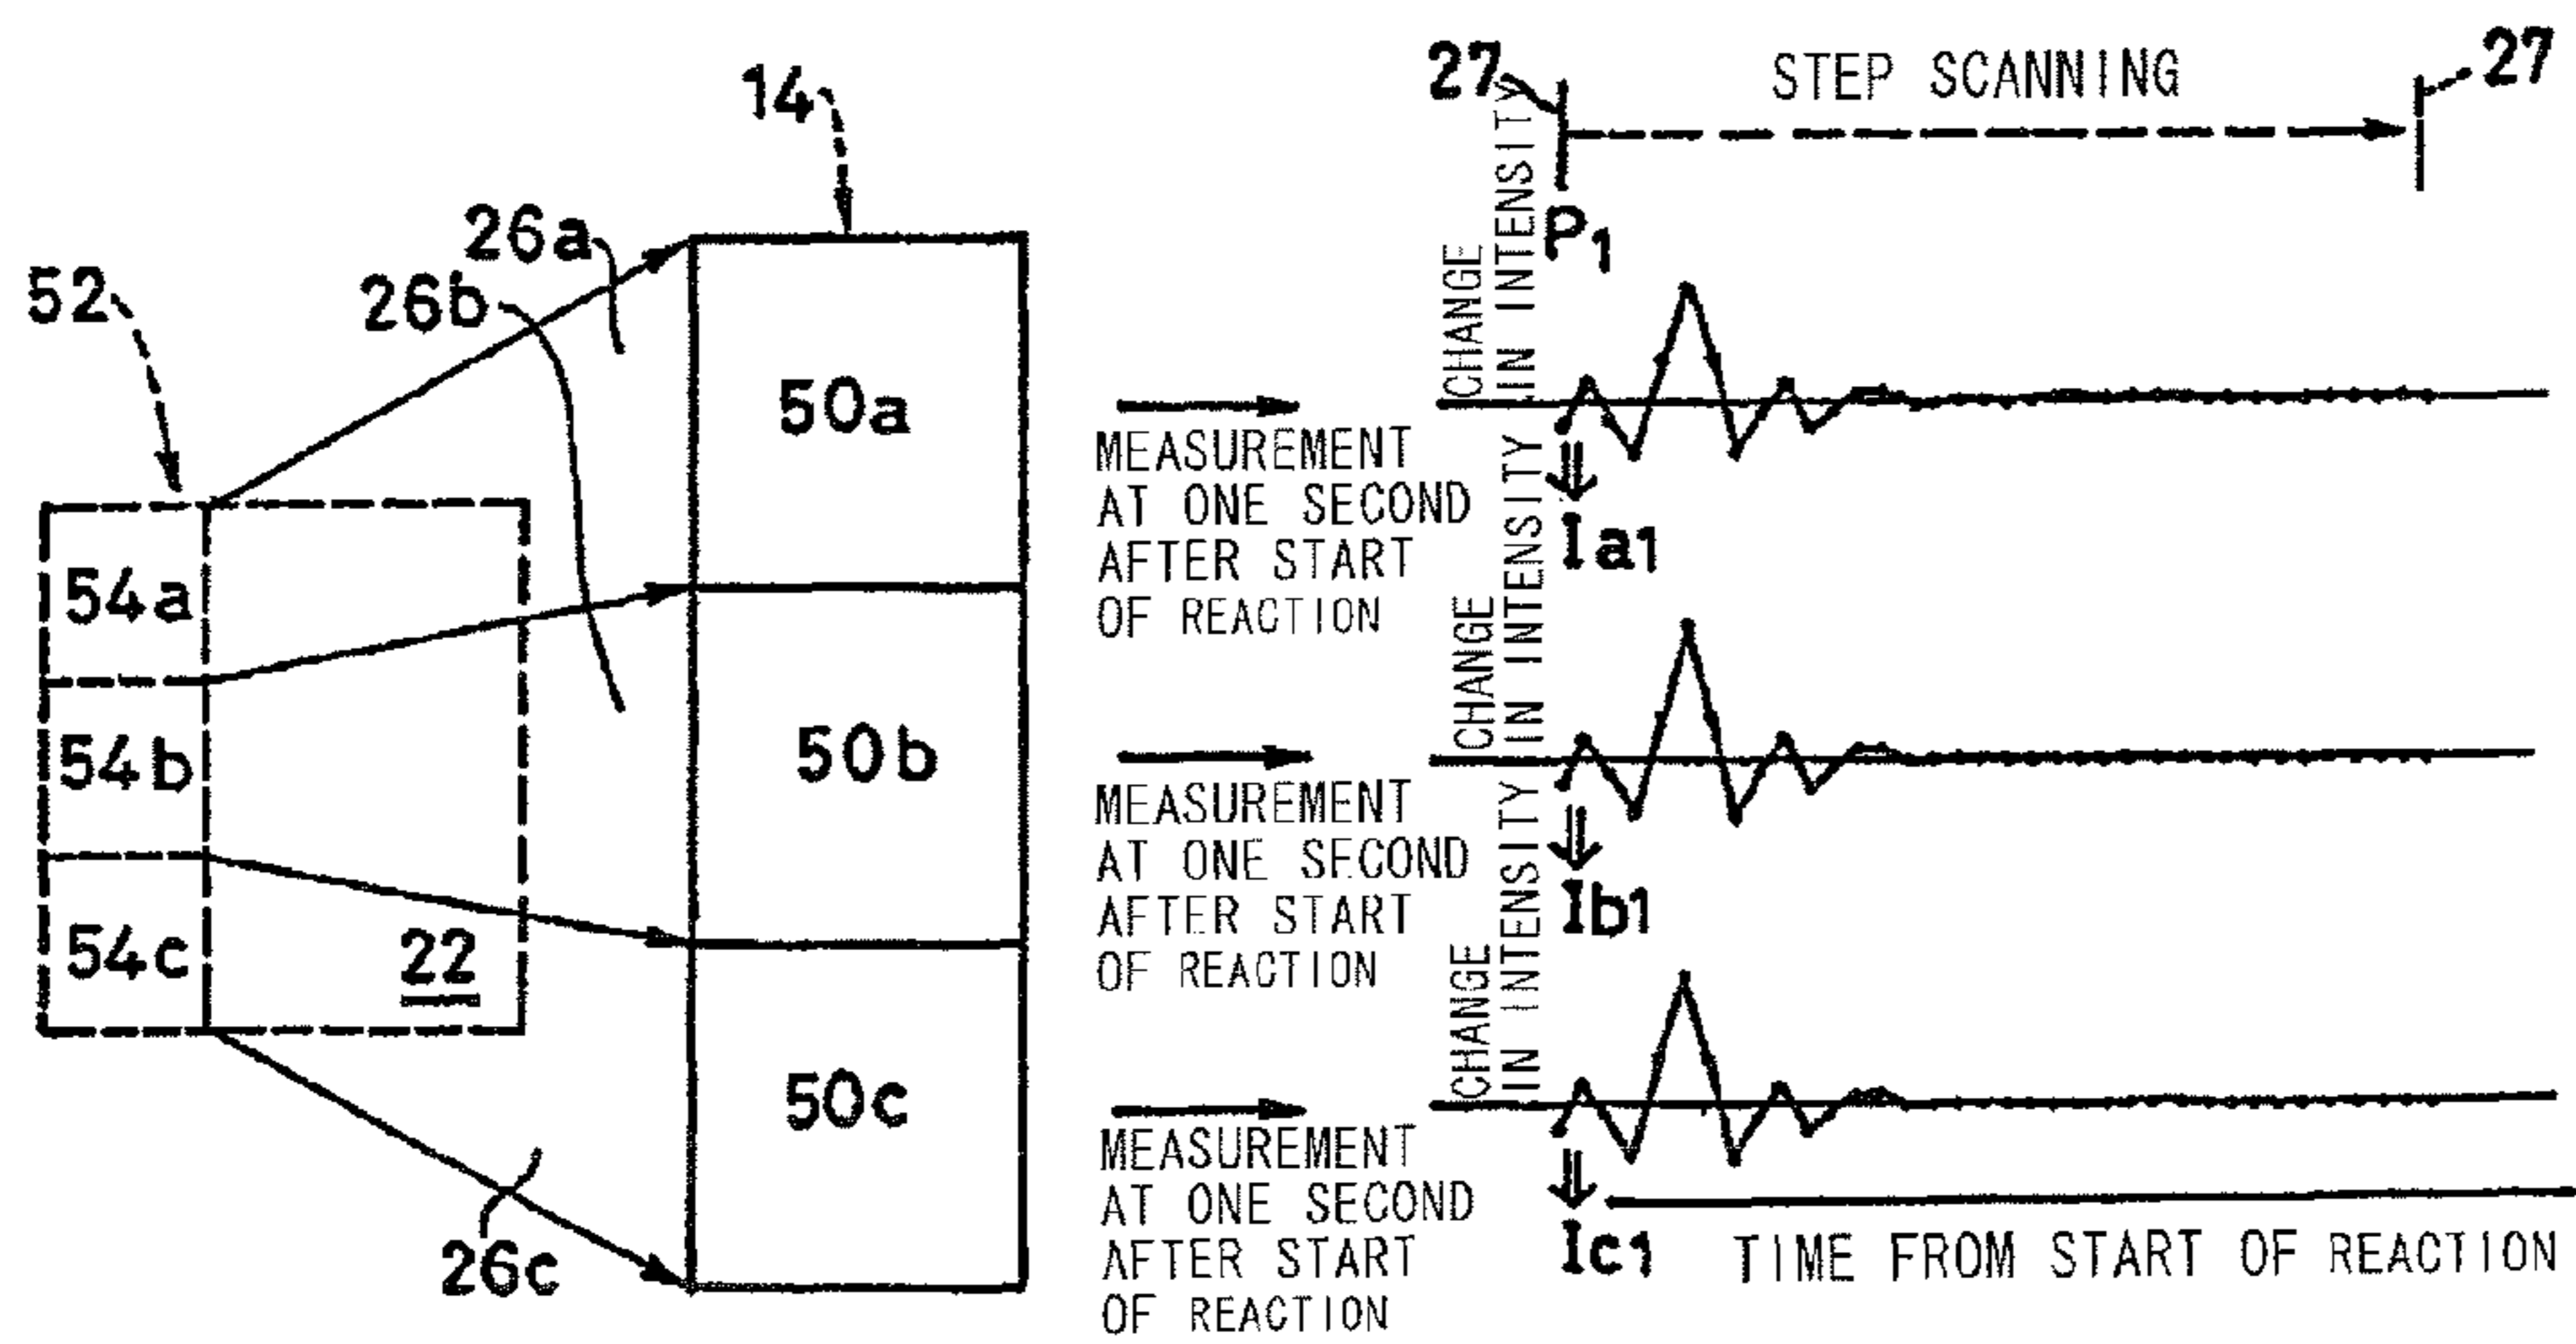 14
26a
26b
52
54a
54b
54c
22
26c
50a
50b
50c
MEASUREMENT
AT ONE SECOND
AFTER START
OF REACTION
MEASUREMENT
AT ONE SECOND
AFTER START
OF REACTION
MEASUREMENT
AT ONE SECOND
AFTER START
OF REACTION
27
STEP SCANNING
27
P1
CHANGE
IN INTENSITY
Ia1
CHANGE
IN INTENSITY
Ib1
CHANGE
IN INTENSITY
Ic1
TIME FROM START OF REACTION